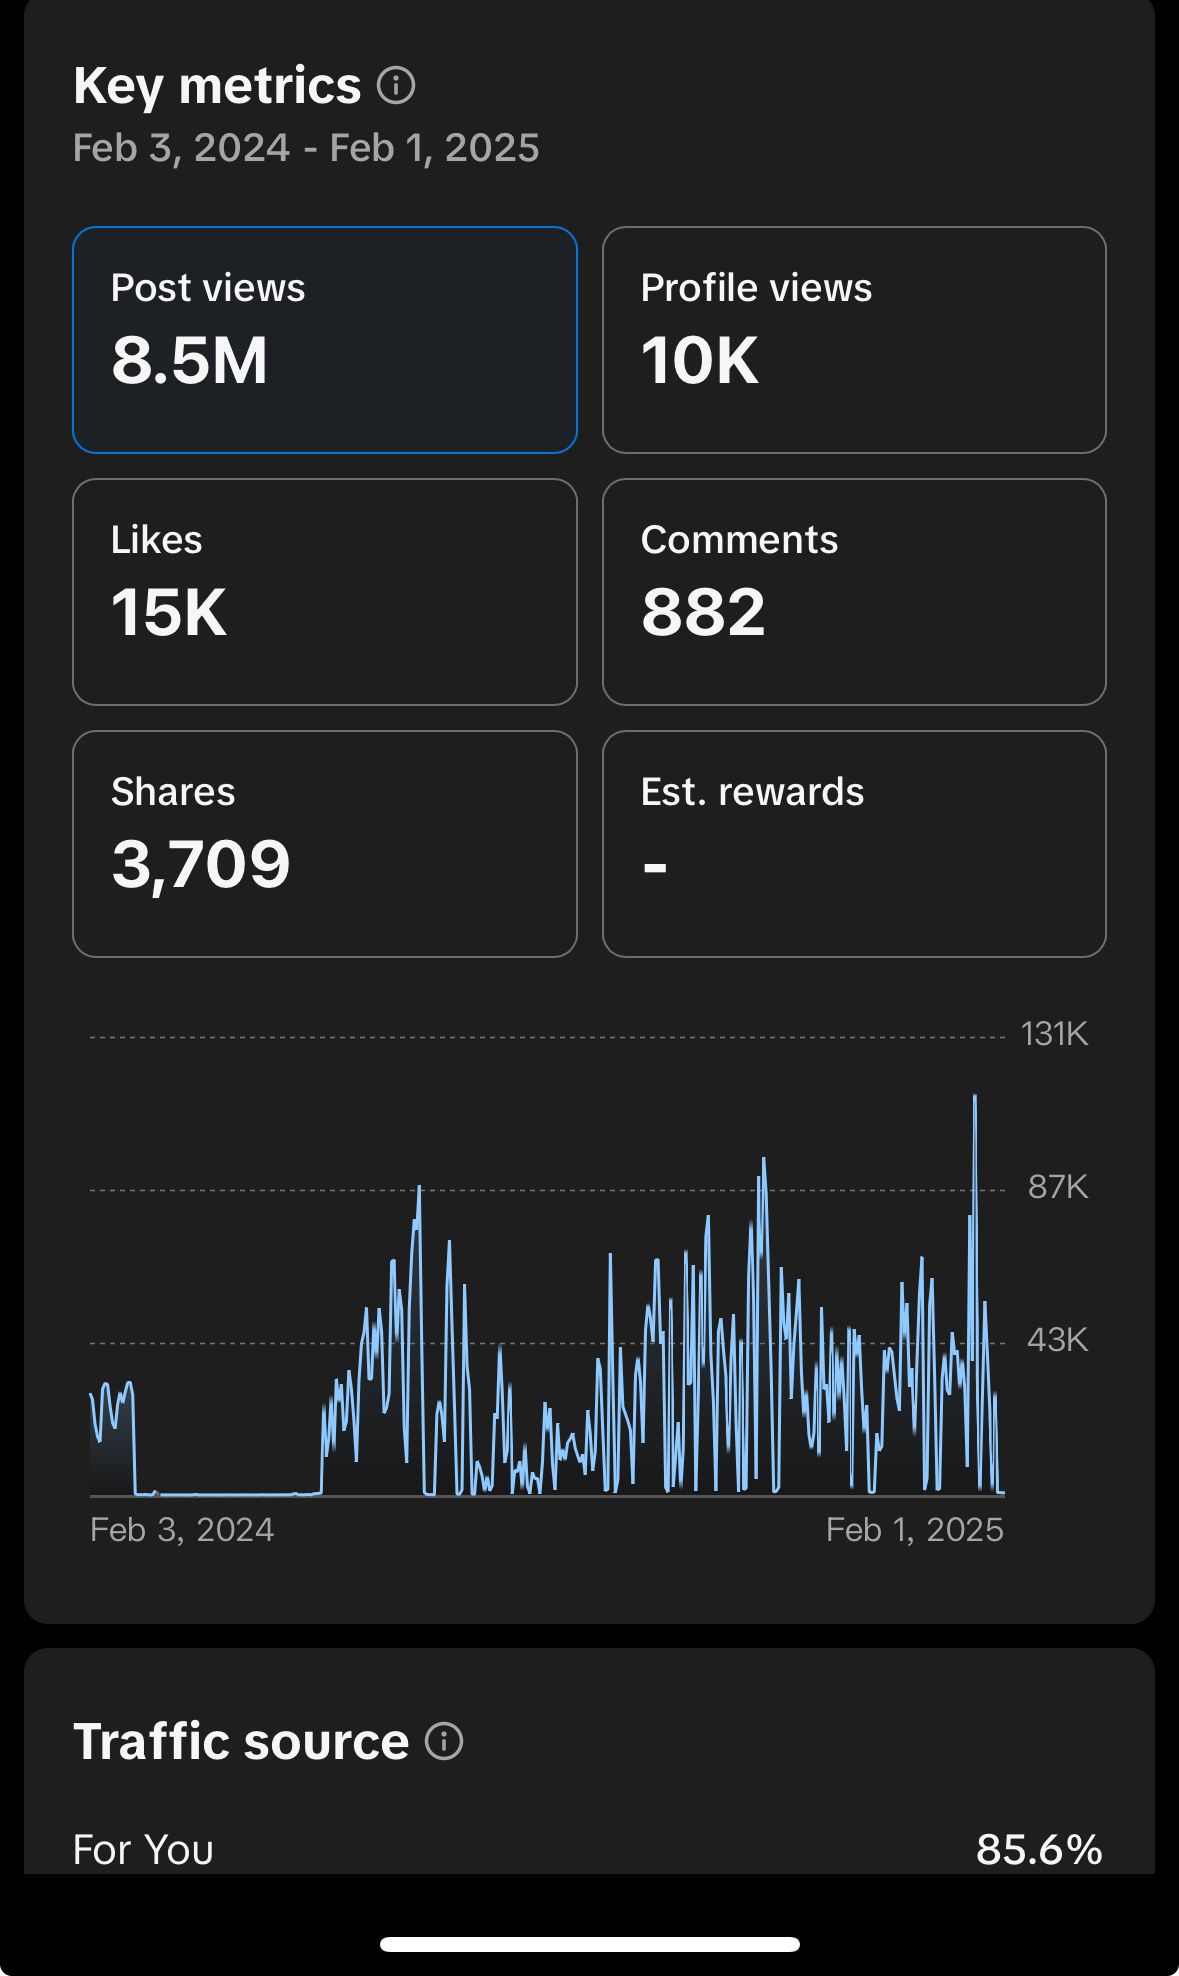 Key metrics
Feb 3, 2024 - Feb 1, 2025
Post views
8.5M
Profile views
10K
Likes
15K
Comments
882
Shares
3,709
Est. rewards
-
131K
87K
43K
Feb 3, 2024
Feb 1, 2025
Traffic source
For You
85.6%